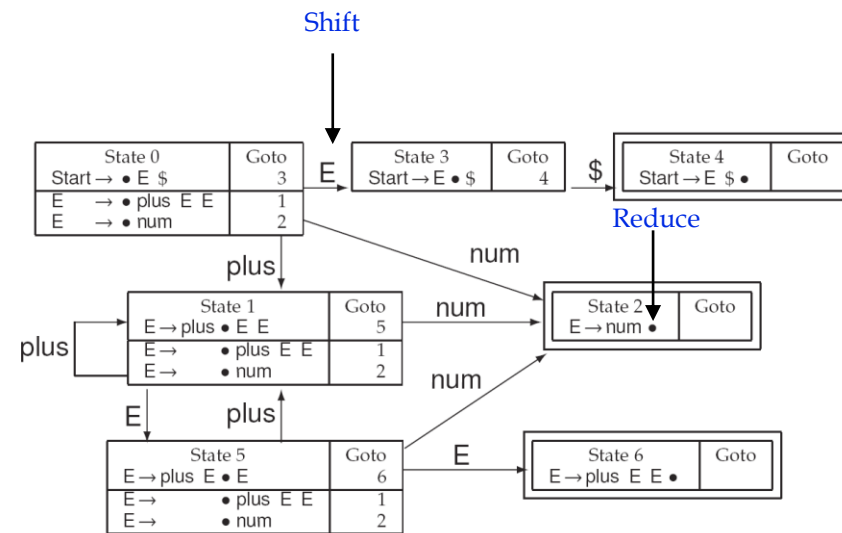 Shift
State 0 Goto
Start → • E $ 3
E → • plus E E 1
E → • num 2
E
State 3 Goto
Start → E • $ 4
$
State 4 Goto
Start → E $ •
Reduce
plus
num
State 1 Goto
E → plus • E E 5
E → • plus E E 1
E → • num 2
num
State 2 Goto
E → num •
plus
E
plus
num
State 5 Goto
E → plus E • E 6
E → • plus E E 1
E → • num 2
E
State 6 Goto
E → plus E E •